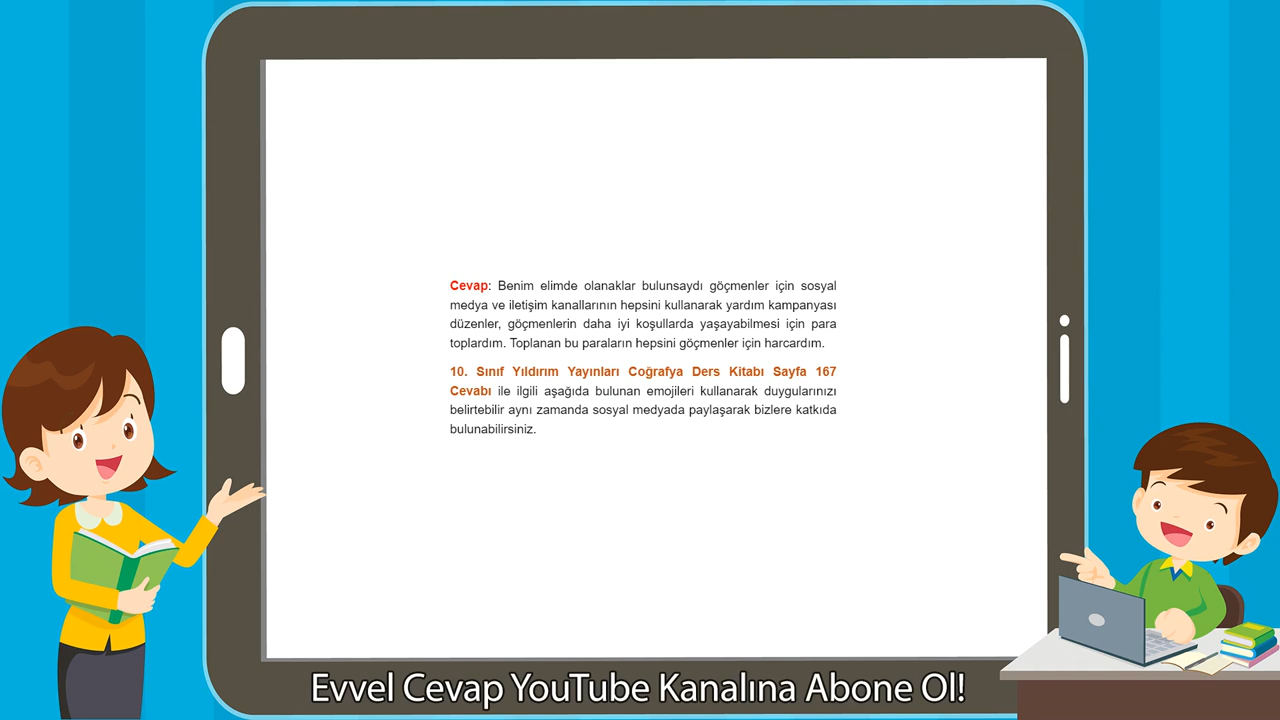 Cevap: Benim elimde olanaklar bulunsaydı göçmenler için sosyal
medya ve iletişim kanallarının hepsini kullanarak yardım kampanyası
düzenler, göçmenlerin daha iyi koşullarda yaşayabilmesi için para
toplardım. Toplanan bu paraların hepsini göçmenler için harcardım.
10. Sınıf Yıldırım Yayınları Coğrafya Ders Kitabı Sayfa 167
Cevabı ile ilgili aşağıda bulunan emojileri kullanarak duygularınızı
belirtebilir aynı zamanda sosyal medyada paylaşarak bizlere katkıda
bulunabilirsiniz.
Evvel Cevap YouTube Kanalına Abone Ol!